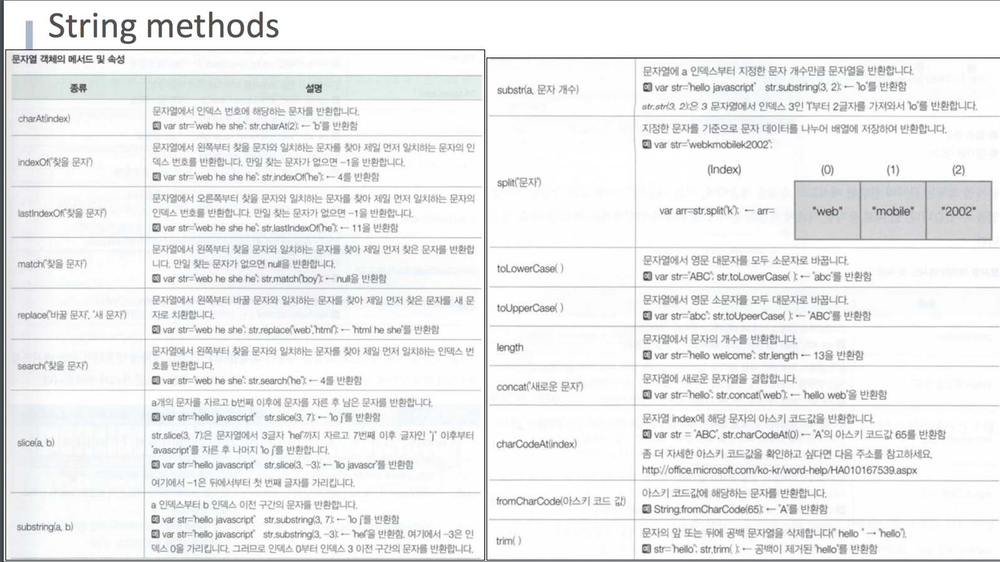 String methods
문자열 객체의 메서드 및 속성
종류 설명
charAt(index)
문자열에서 인덱스 번호에 해당하는 문자를 반환합니다.
예 var str="web he she"; str.charAt(2); ← "b"를 반환함
indexOf("찾을 문자")
문자열에서 왼쪽부터 찾을 문자와 일치하는 문자를 찾아 제일 먼저 일치하는 문자의 인
덱스 번호를 반환합니다. 만일 찾는 문자가 없으면 -1을 반환합니다.
예 var str="web he she he"; str.indexOf("he"); ← 4를 반환함
lastIndexOf("찾을 문자")
문자열에서 오른쪽부터 찾을 문자와 일치하는 문자를 찾아 제일 먼저 일치하는 문자의
인덱스 번호를 반환합니다. 만일 찾는 문자가 없으면 -1을 반환합니다.
예 var str="web he she he"; str.lastIndexOf("he"); ← 11을 반환함
match("찾을 문자")
문자열에서 왼쪽부터 찾을 문자와 일치하는 문자를 찾아 제일 먼저 찾은 문자를 반환합
니다. 만일 찾는 문자가 없으면 null을 반환합니다.
예 var str="web he she he"; str.match("boy"); ← null을 반환함
replace("바꿀 문자", "새 문자")
문자열에서 왼쪽부터 바꿀 문자와 일치하는 문자를 찾아 제일 먼저 찾은 문자를 새 문
자로 치환합니다.
예 var str="web he she"; str.replace("web","html"); ← "html he she"를 반환함
search("찾을 문자")
문자열에서 왼쪽부터 찾을 문자와 일치하는 문자를 찾아 제일 먼저 일치하는 인덱스 번
호를 반환합니다.
예 var str="web he she"; str.search("he"); ← 4를 반환함
slice(a, b)
a개의 문자를 자르고 b번째 이후에 문자를 자른 후 남은 문자를 반환합니다.
예 var str="hello javascript" str.slice(3, 7); ← "lo j"를 반환함
str.slice(3, 7)은 문자열에서 3글자 "hel"까지 자르고 7번째 이후 글자인 "j" 이후부터
"avascript"를 자른 후 나머지 "lo j"를 반환합니다.
예 var str="hello javascript" str.slice(3, -3); ← "llo javascr"를 반환함
여기에서 -1은 뒤에서부터 첫 번째 글자를 가리킵니다.
substring(a, b)
a 인덱스부터 b 인덱스 이전 구간의 문자를 반환합니다.
예 var str="hello javascript" str.substring(3, 7); ← "lo j"를 반환함
예 var str="hello javascript" str.substring(3, -3); ← "hel"을 반환함. 여기에서 -3은 인
덱스 0을 가리킵니다. 그러므로 인덱스 0부터 인덱스 3 이전 구간의 문자를 반환합니다.
substr(a, 문자 개수)
문자열에 a 인덱스부터 지정한 문자 개수만큼 문자열을 반환합니다.
예 var str="hello javascript" str.substring(3, 2); ← "lo"를 반환함
str.str(3, 2);은 3 문자열에서 인덱스 3인 "l"부터 2글자를 가져와서 "lo"를 반환합니다.
split("문자")
지정한 문자를 기준으로 문자 데이터를 나누어 배열에 저장하여 반환합니다.
예 var str="webkmobilek2002";
(Index) (0) (1) (2)
var arr=str.split("k"); ← arr= "web" "mobile" "2002"
toLowerCase( )
문자열에서 영문 대문자를 모두 소문자로 바꿉니다.
예 var str="ABC"; str.toLowerCase( ); ← "abc"를 반환함
toUpperCase( )
문자열에서 영문 소문자를 모두 대문자로 바꿉니다.
예 var str="abc"; str.toUpeerCase( ); ← "ABC"를 반환함
length
문자열에서 문자의 개수를 반환합니다.
예 var str="hello welcome"; str.length ← 13을 반환함
concat("새로운 문자")
문자열에 새로운 문자열을 결합합니다.
예 var str="hello"; str.concat("web"); ← "hello web"을 반환함
charCodeAt(index)
문자열 index에 해당 문자의 아스키 코드값을 반환합니다.
예 var str = "ABC", str.charCodeAt(0) ← "A"의 아스키 코드값 65를 반환함
좀 더 자세한 아스키 코드값을 확인하고 싶다면 다음 주소를 참고하세요.
http://office.microsoft.com/ko-kr/word-help/HA010167539.aspx
fromCharCode(아스키 코드 값)
아스키 코드값에 해당하는 문자를 반환합니다.
예 String.fromCharCode(65); ← "A"를 반환함
trim( )
문자의 앞 또는 뒤에 공백 문자열을 삭제합니다(" hello " → "hello").
예 str="hello"; str.trim( ); ← 공백이 제거된 "hello"를 반환함